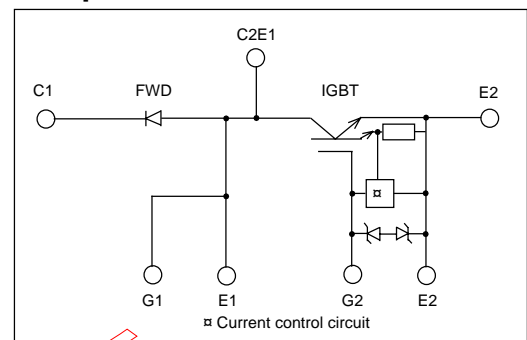 C2E1
C1 FWD IGBT E2
¤
G1 E1 G2 E2
¤ Current control circuit